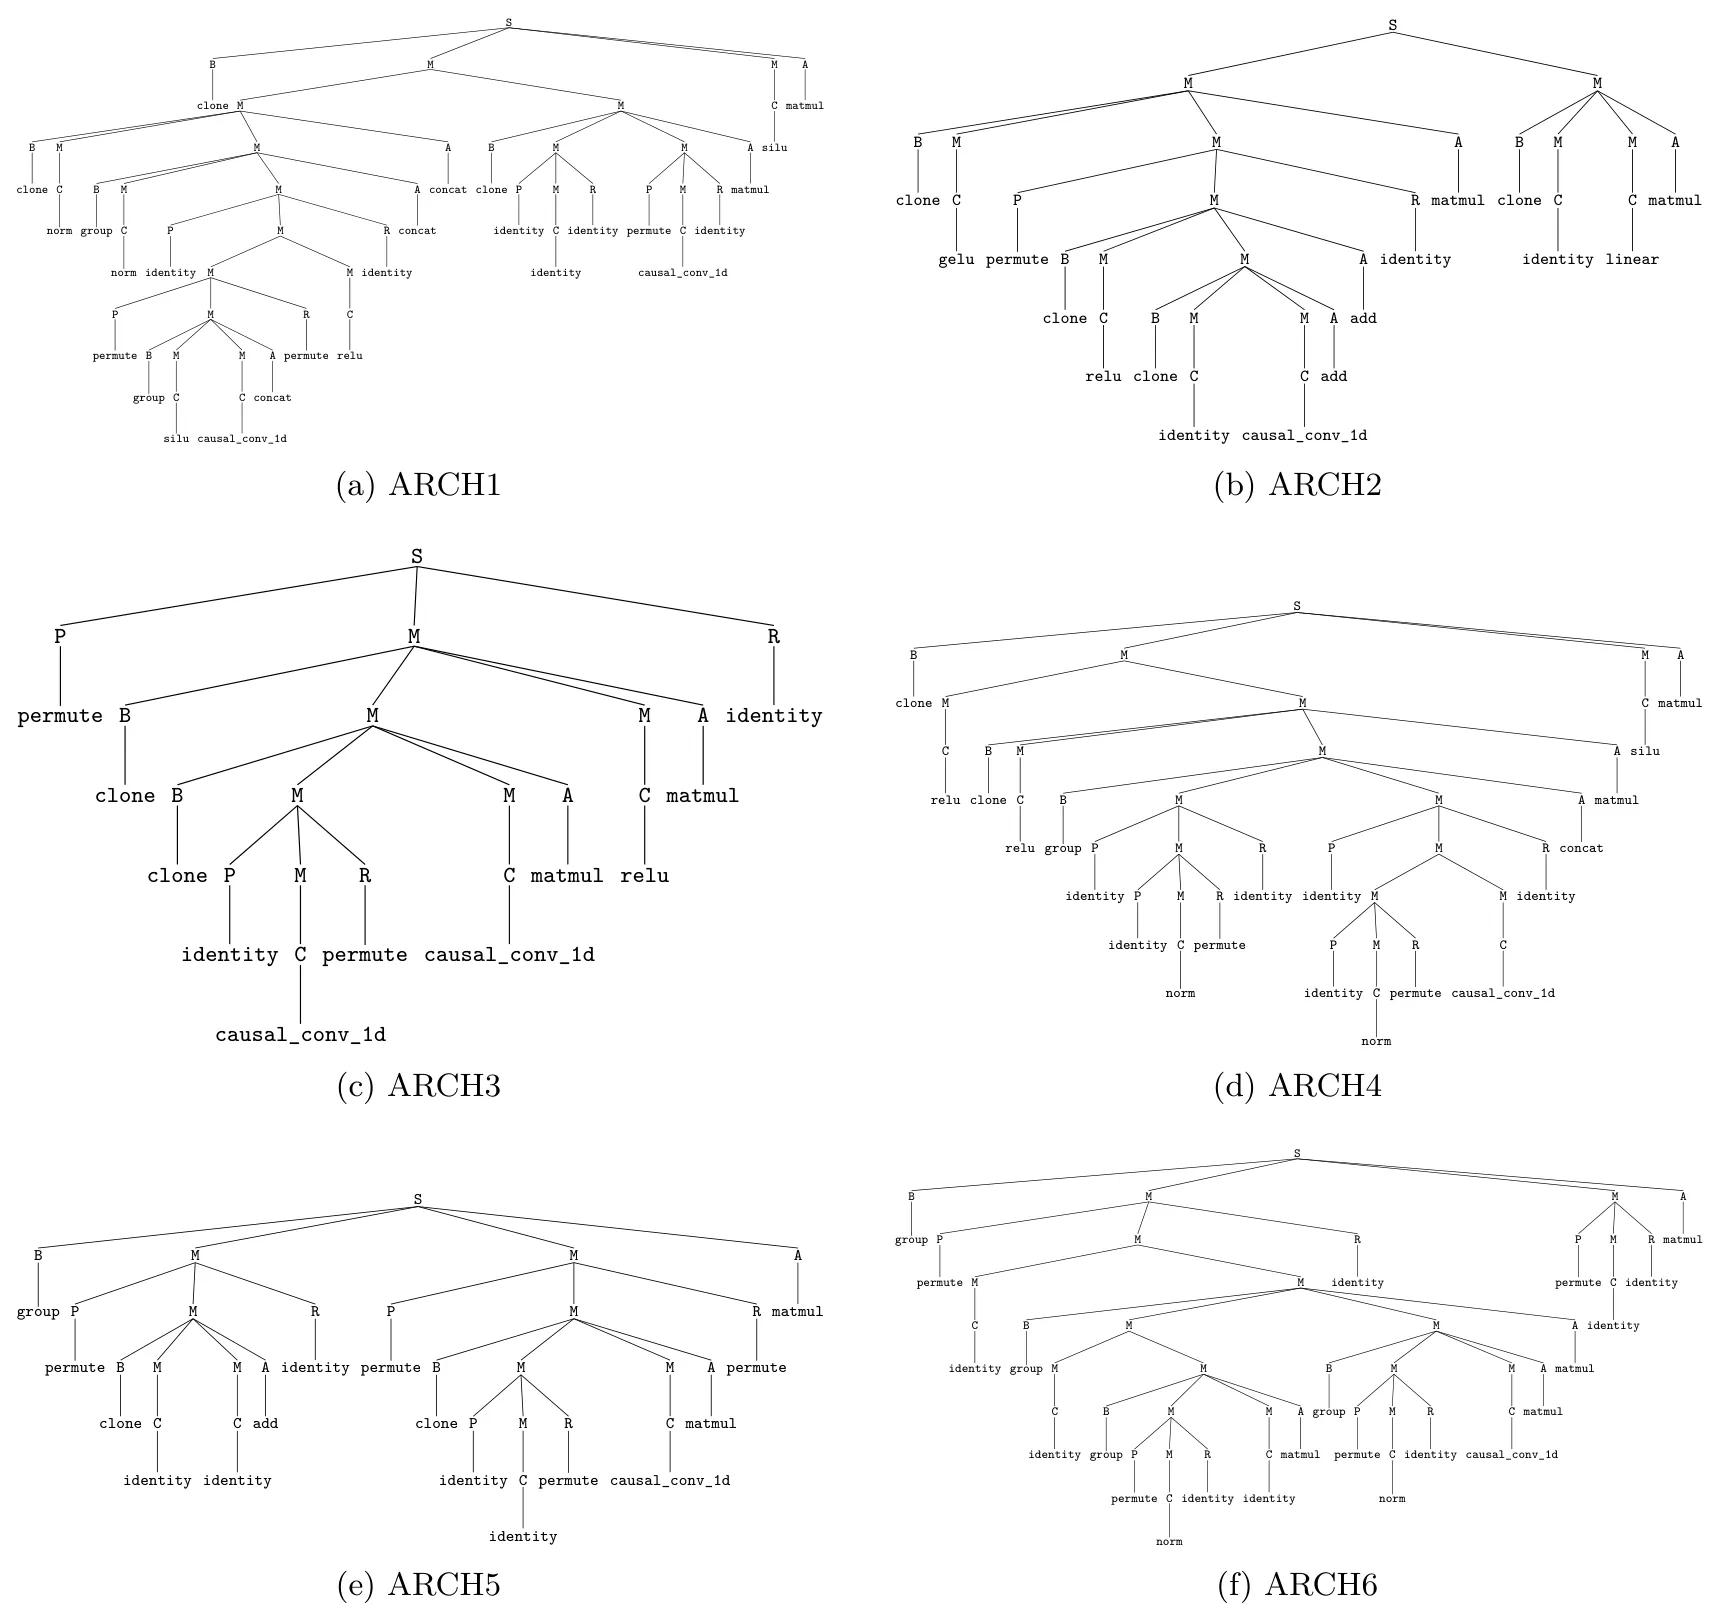 S
B M M A
clone M M C matmul
B M M A B M M A silu
clone C B M M A concat clone P M R P M R matmul
norm group C P M R concat identity C identity permute C identity
norm identity M M identity identity causal_conv_1d
P M R C
permute B M M A permute relu
group C C concat
silu causal_conv_1d
(a) ARCH1
S
M M
B M M A B M M A
clone C P M R matmul clone C C matmul
gelu permute B M M A identity identity linear
clone C B M M A add
relu clone C C add
identity causal_conv_1d
(b) ARCH2
S
P M R
permute B M M A identity
clone B M M A C matmul
clone P M R C matmul relu
identity C permute causal_conv_1d
causal_conv_1d
(c) ARCH3
S
B M M A
clone M M C matmul
C B M M A silu
relu clone C B M M A matmul
relu group P M R P M R concat
identity P M R identity identity M M identity
identity C permute P M R C
norm identity C permute causal_conv_1d
norm
(d) ARCH4
S
B M M A
group P M R P M R matmul
permute B M M A identity permute B M M A permute
clone C C add clone P M R C matmul
identity identity identity C permute causal_conv_1d
identity
(e) ARCH5
S
B M M A
group P M R P M R matmul
permute M M identity permute C identity
C B M M A identity
identity group M M B M M A matmul
C B M M A group P M R C matmul
identity group P M R C matmul permute C identity causal_conv_1d
permute C identity identity norm
norm
(f) ARCH6